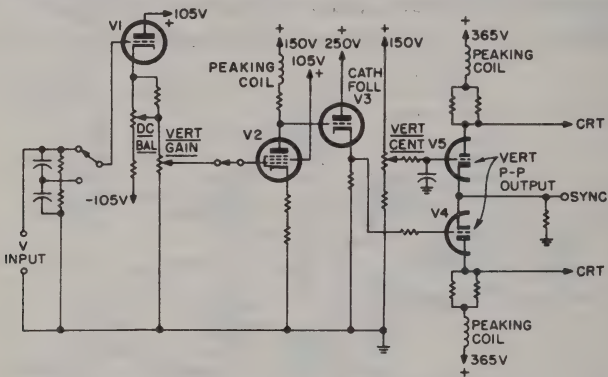 V1
105V
+
DC
BAL
-105V
V
INPUT
VERT
GAIN
+
150V
PEAKING
COIL
105V
+
V2
+
250V
CATH
FOLL
V3
+
150V
VERT
CENT
V5
+
365V
PEAKING
COIL
CRT
VERT
P-P
OUTPUT
SYNC
V4
CRT
PEAKING
COIL
365V
+